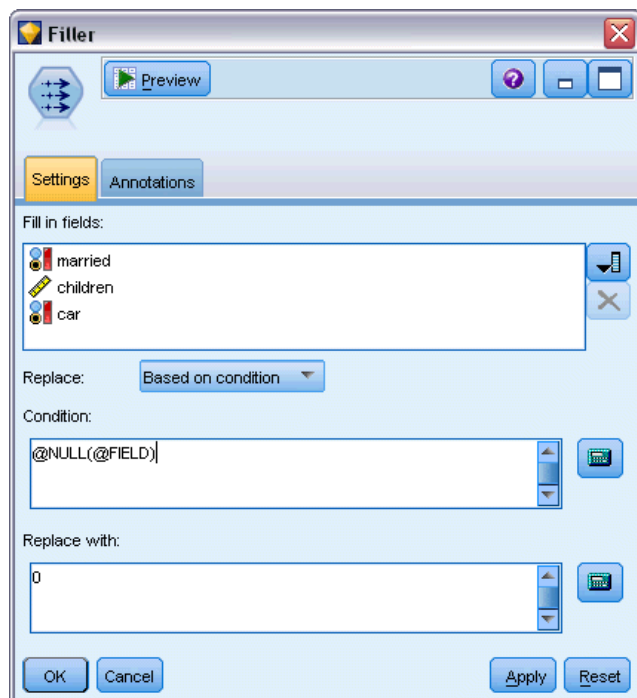 Filler
Preview
Settings
Annotations
Fill in fields:
married
children
car
Replace:
Based on condition
Condition:
@NULL(@FIELD)
Replace with:
0
OK
Cancel
Apply
Reset